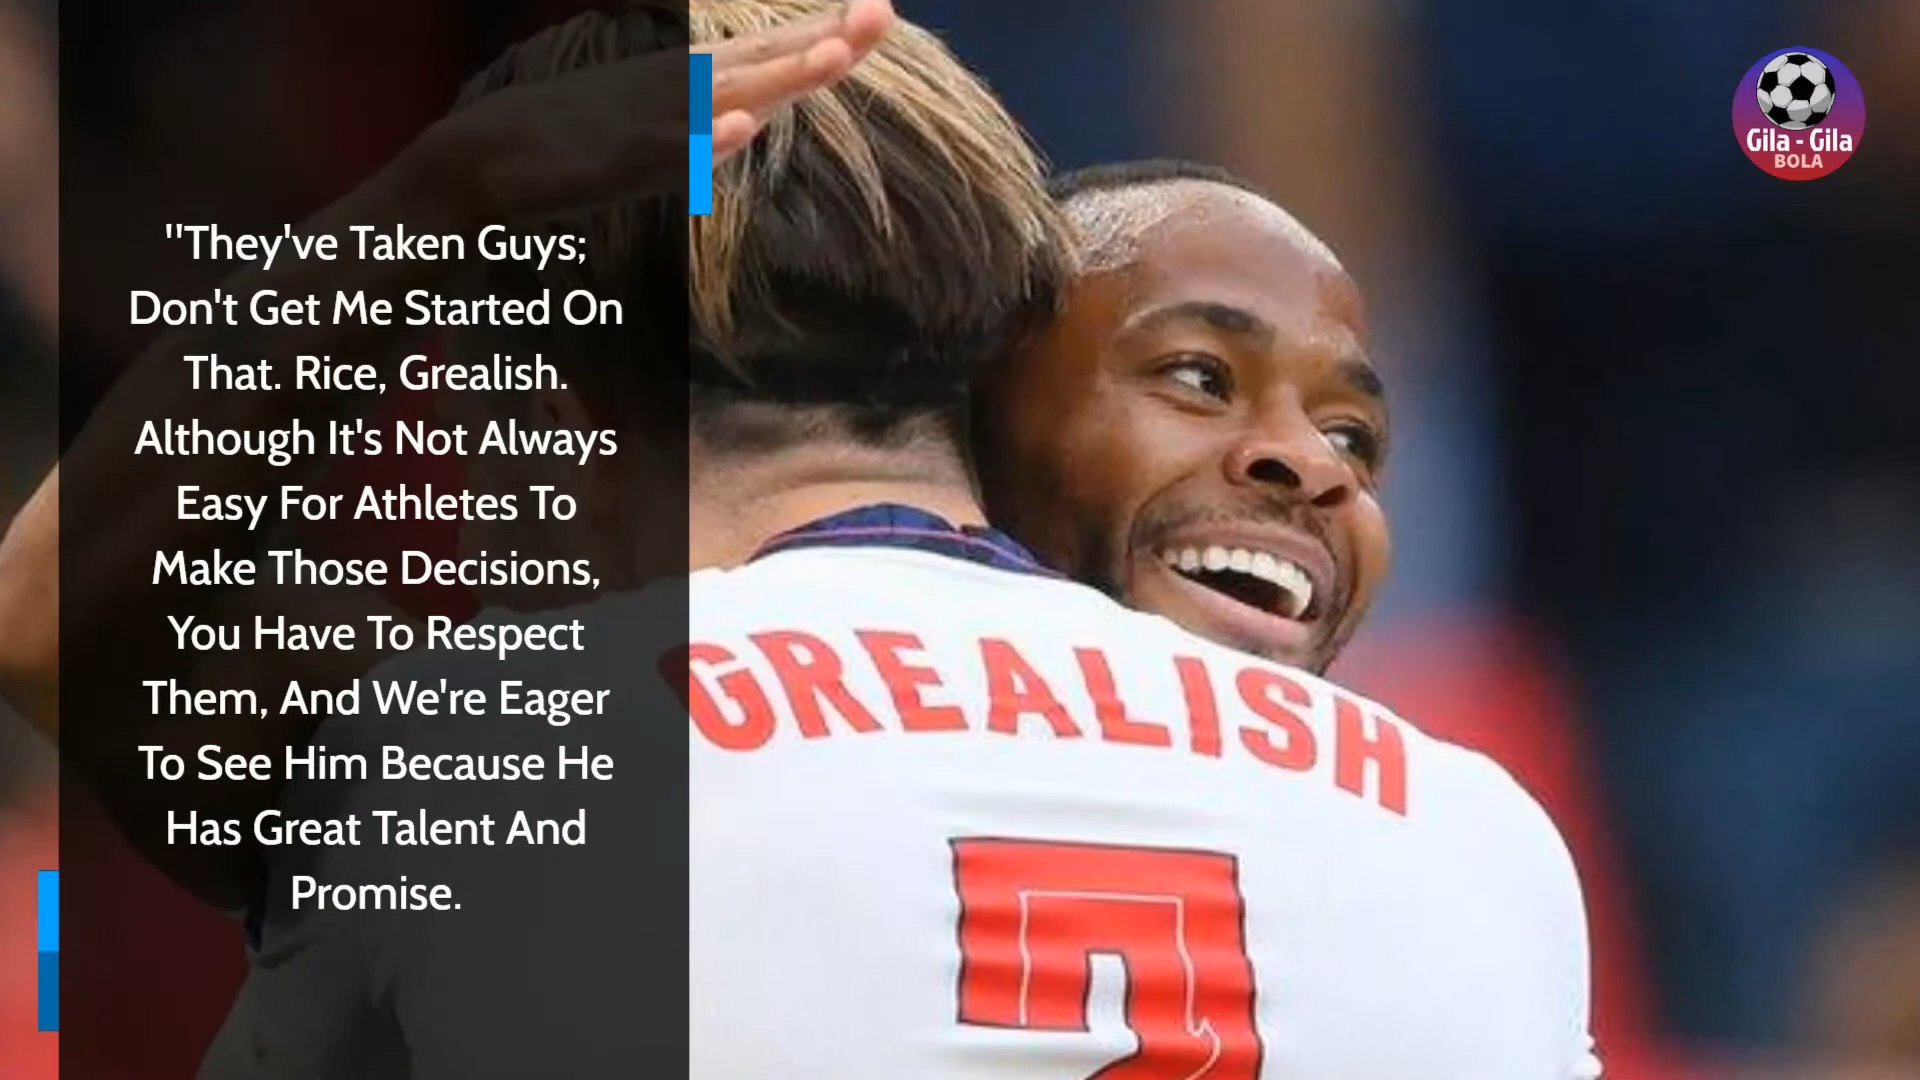 "They've Taken Guys;
Don't Get Me Started On
That. Rice, Grealish.
Although It's Not Always
Easy For Athletes To
Make Those Decisions,
You Have To Respect
Them, And We're Eager
To See Him Because He
Has Great Talent And
Promise.
GREALISH
7
Gila - Gila
BOLA